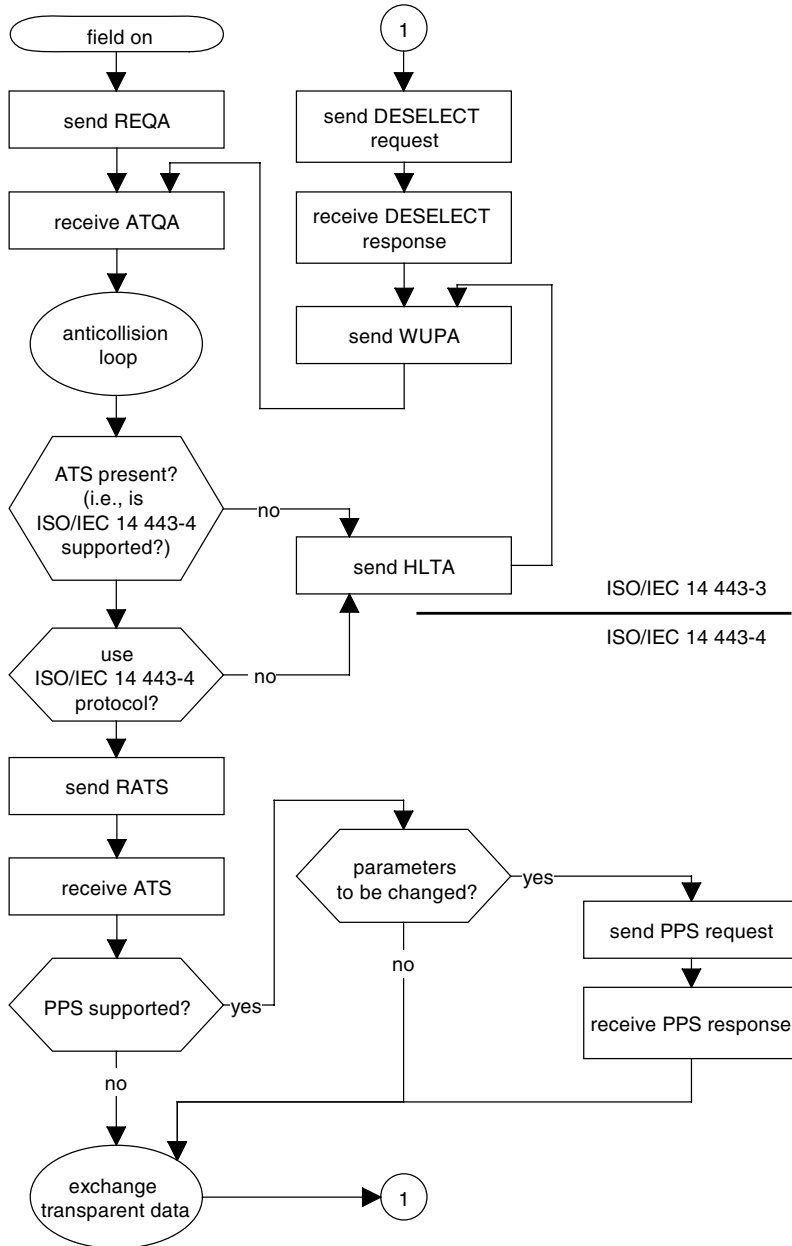 field on
send REQA
receive ATQA
anticollision
loop
ATS present?
(i.e., is
ISO/IEC 14 443-4
supported?)
no
use
ISO/IEC 14 443-4
protocol?
no
send RATS
receive ATS
PPS supported?
yes
no
exchange
transparent data
1
1
send DESELECT
request
receive DESELECT
response
send WUPA
send HLTA
ISO/IEC 14 443-3
ISO/IEC 14 443-4
parameters
to be changed?
yes
no
send PPS request
receive PPS response